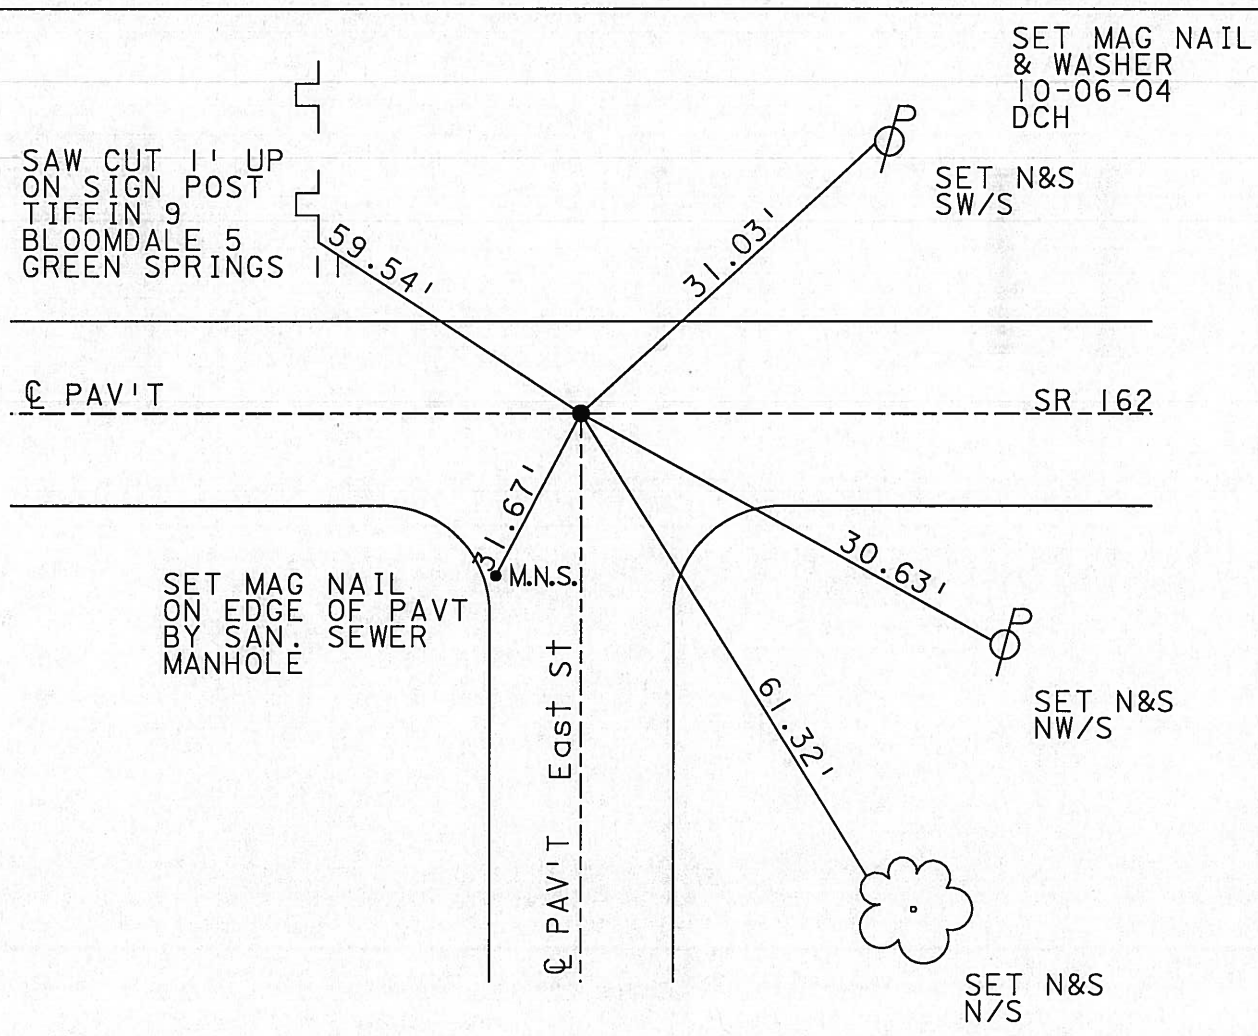 SET MAG NAIL
& WASHER
10-06-04
DCH
SAW CUT 1' UP
ON SIGN POST
TIFFIN 9
BLOOMDALE 5
GREEN SPRINGS 11
P
SET N&S
SW/S
59.54'
31.03'
℄ PAV'T
SR 162
31.67'
M.N.S.
30.63'
SET MAG NAIL
ON EDGE OF PAVT
BY SAN. SEWER
MANHOLE
P
SET N&S
NW/S
61.32'
℄ PAV'T East St
SET N&S
N/S